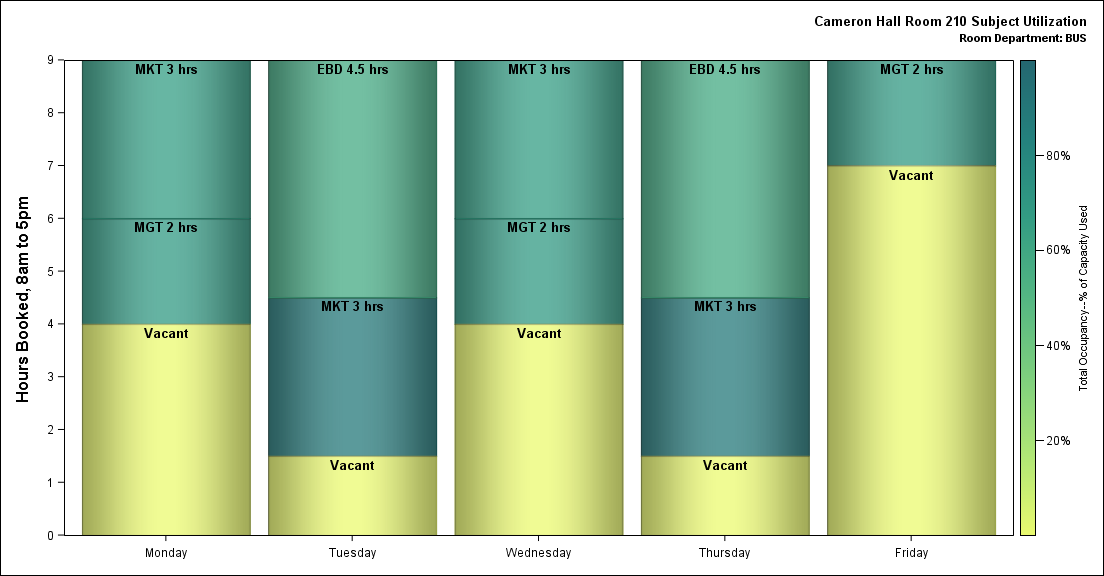 Cameron Hall Room 210 Subject Utilization
Room Department: BUS
Hours Booked, 8am to 5pm
9
8
7
6
5
4
3
2
1
0
MKT 3 hrs
MGT 2 hrs
Vacant
EBD 4.5 hrs
MKT 3 hrs
Vacant
MKT 3 hrs
MGT 2 hrs
Vacant
EBD 4.5 hrs
MKT 3 hrs
Vacant
MGT 2 hrs
Vacant
Monday
Tuesday
Wednesday
Thursday
Friday
80%
60%
40%
20%
Total Occupancy--% of Capacity Used